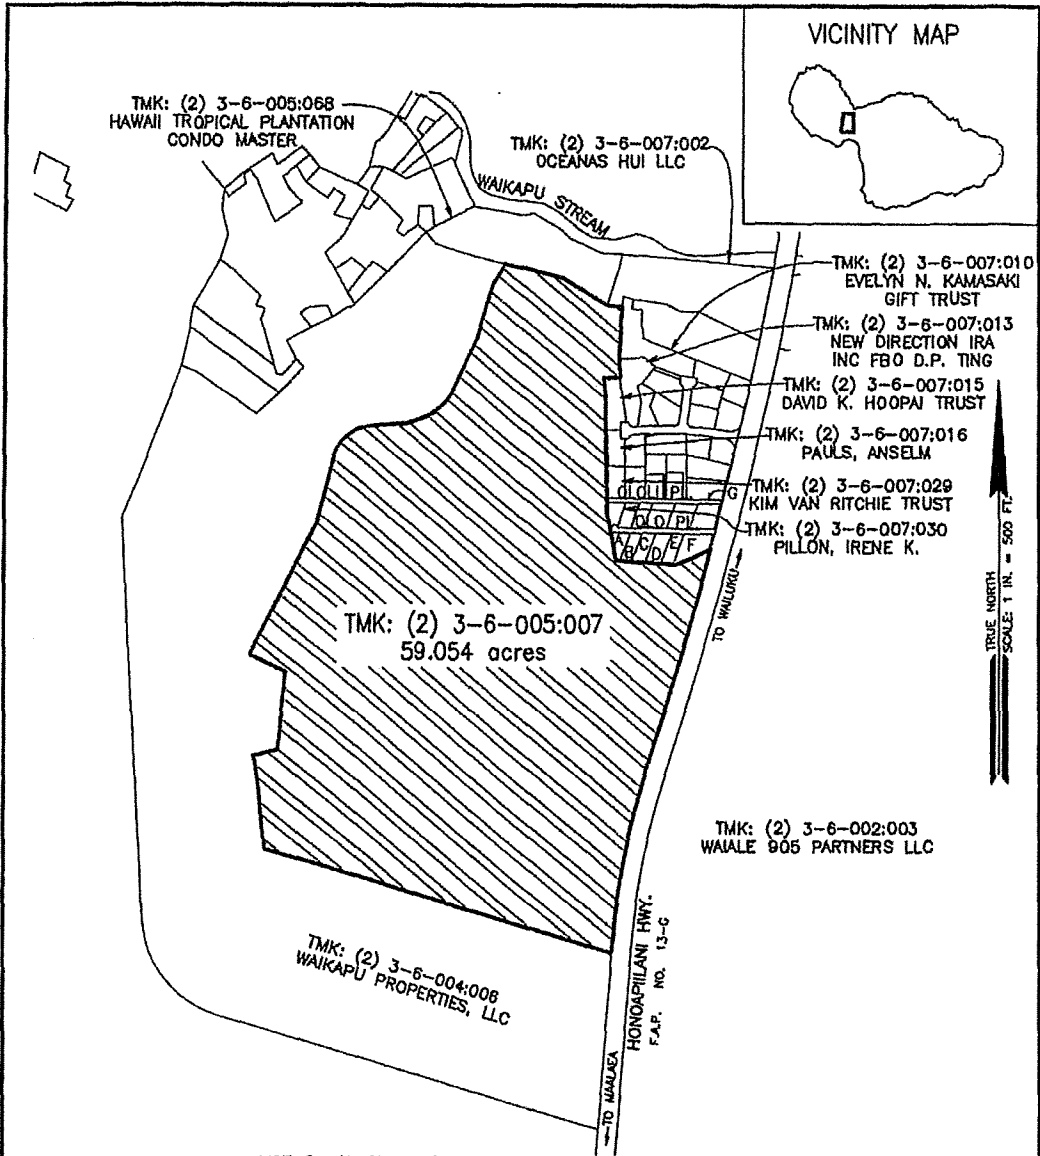 VICINITY MAP
TMK: (2) 3-6-005:068
HAWAII TROPICAL PLANTATION
CONDO MASTER
TMK: (2) 3-6-007:002
OCEANAS HUI LLC
WAIKAPU STREAM
TMK: (2) 3-6-007:010
EVELYN N. KAMASAKI
GIFT TRUST
TMK: (2) 3-6-007:013
NEW DIRECTION IRA
INC FBO D.P. TING
TMK: (2) 3-6-007:015
DAVID K. HOOPAI TRUST
TMK: (2) 3-6-007:016
PAULS, ANSELM
TMK: (2) 3-6-007:029
KIM VAN RITCHIE TRUST
TMK: (2) 3-6-007:030
PILLON, IRENE K.
G
A
B
C
D
E
F
TO WAILUKU
TRUE NORTH
SCALE: 1 IN. = 500 FT.
TMK: (2) 3-6-005:007
59.054 acres
TMK: (2) 3-6-002:003
WAIALE 905 PARTNERS LLC
TMK: (2) 3-6-004:006
WAIKAPU PROPERTIES, LLC
HONOAPIILANI HWY.
F.A.P. NO. 13-G
TO MAALAEA